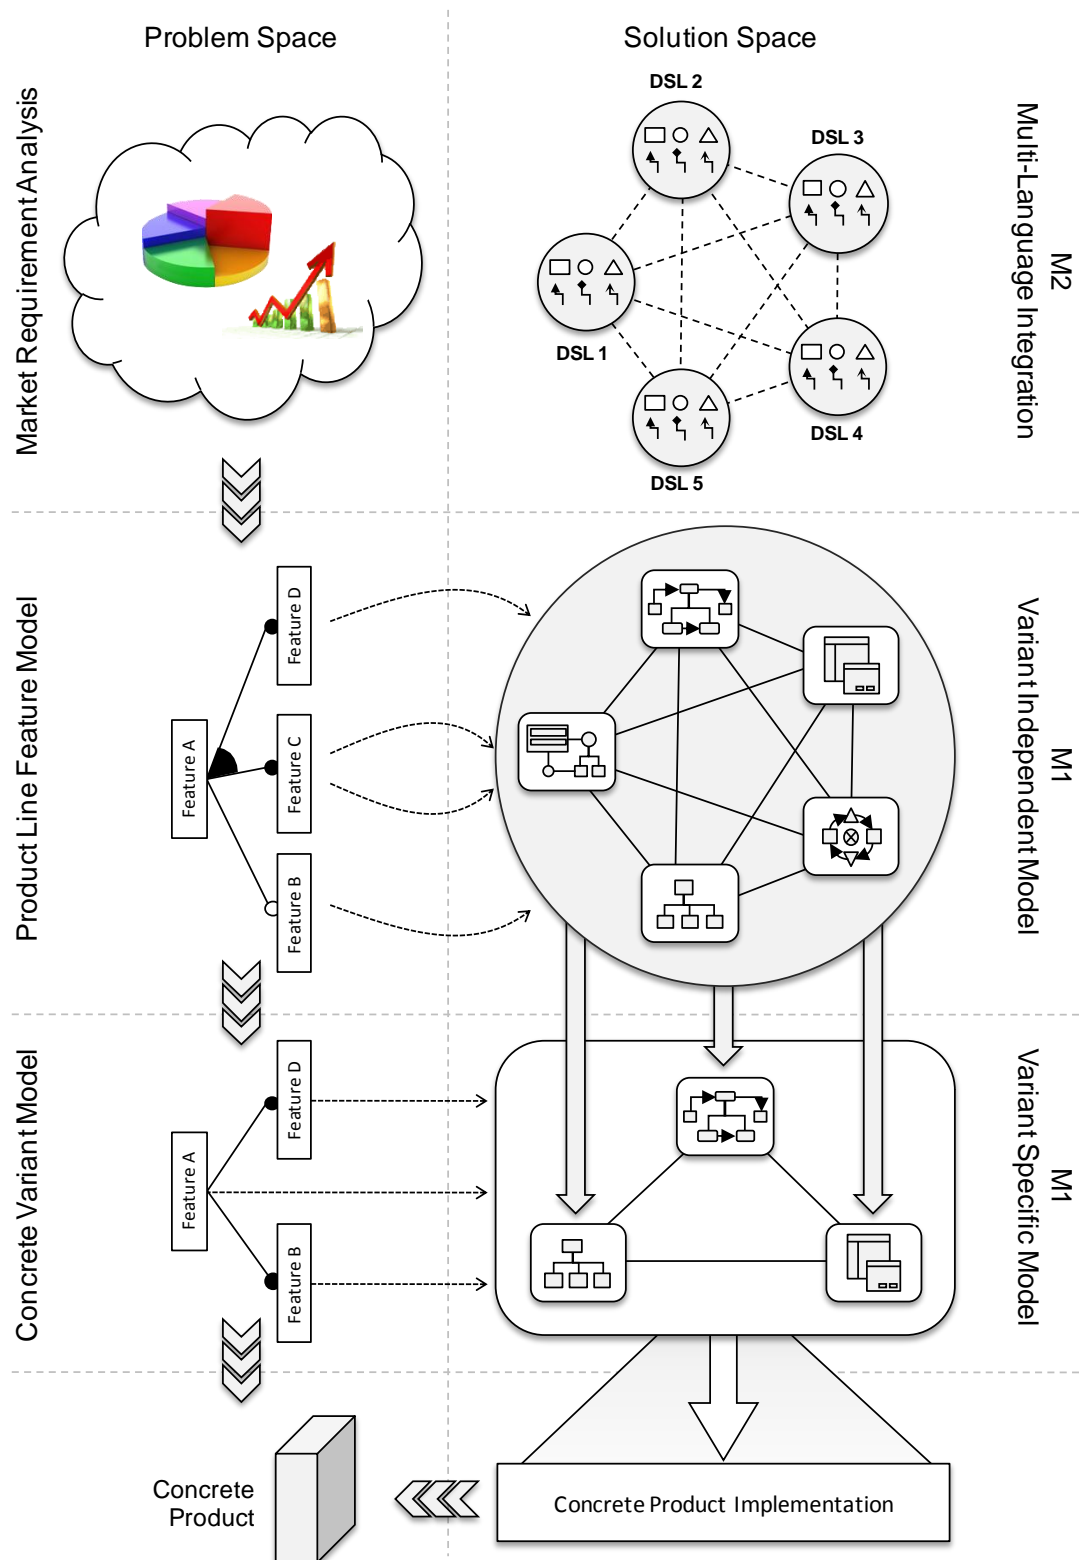 Problem Space
Solution Space
Market Requirement Analysis
DSL 2
DSL 3
DSL 1
DSL 4
DSL 5
M2
Multi-Language Integration
Product Line Feature Model
Feature A
Feature D
Feature C
Feature B
M1
Variant Independent Model
Concrete Variant Model
Feature A
Feature D
Feature B
M1
Variant Specific Model
Concrete
Product
Concrete Product Implementation